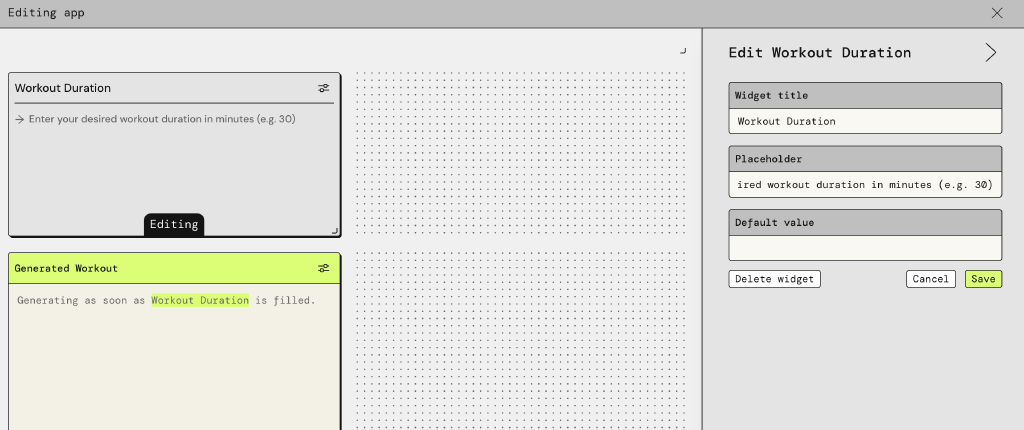 Editing app
Workout Duration
Enter your desired workout duration in minutes (e.g. 30)
Editing
Generated Workout
Generating as soon as Workout Duration is filled.
Edit Workout Duration
Widget title
Workout Duration
Placeholder
ired workout duration in minutes (e.g. 30)
Default value
Delete widget
Cancel
Save